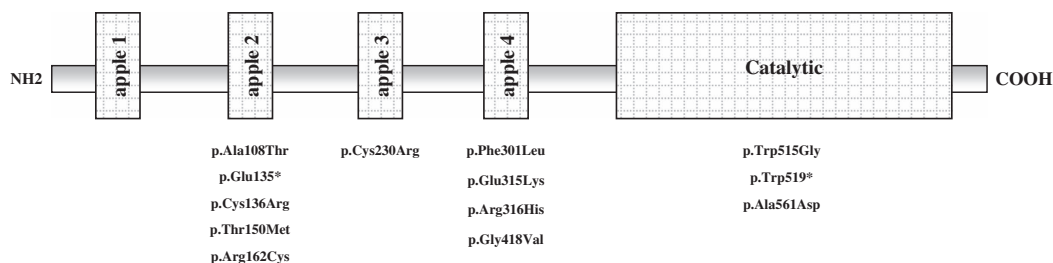 NH2
apple 1
apple 2
apple 3
apple 4
Catalytic
COOH
p.Ala108Thr
p.Glu135*
p.Cys136Arg
p.Thr150Met
p.Arg162Cys
p.Cys230Arg
p.Phe301Leu
p.Glu315Lys
p.Arg316His
p.Gly418Val
p.Trp515Gly
p.Trp519*
p.Ala561Asp